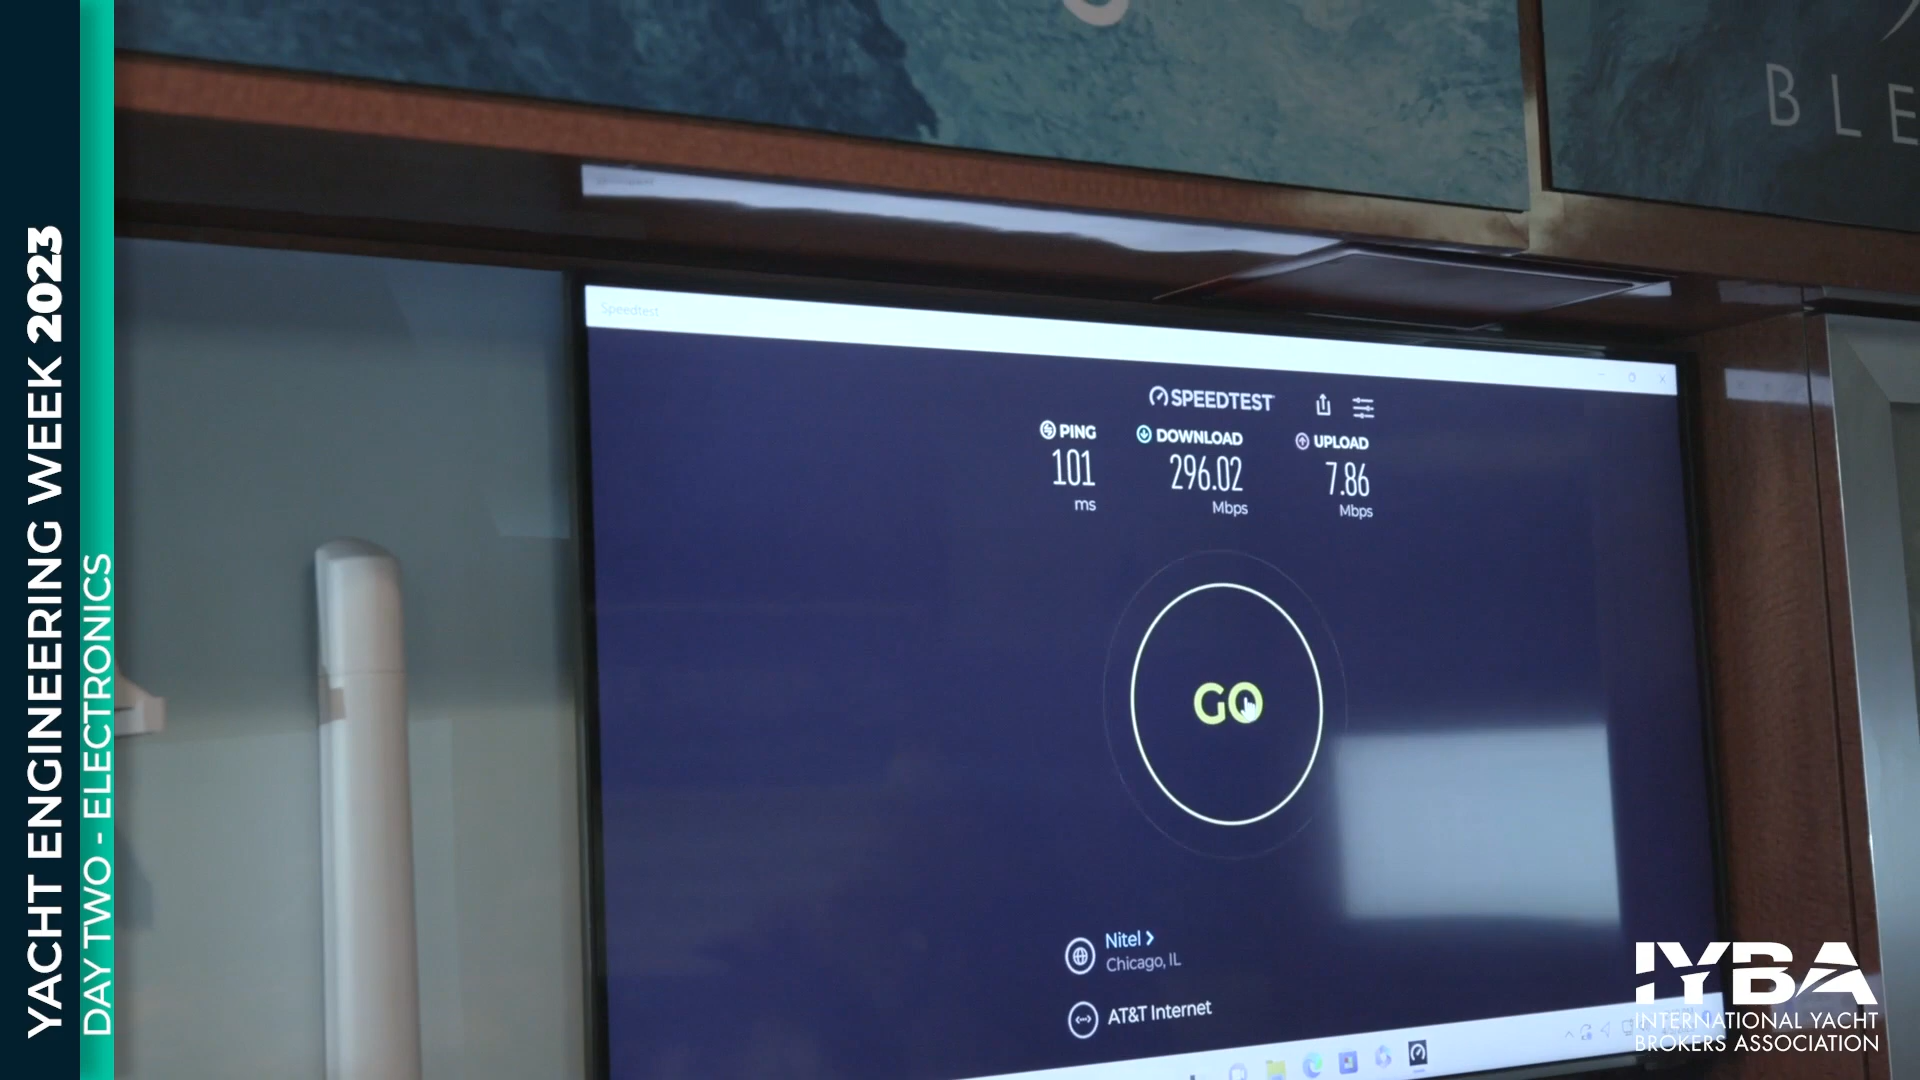 YACHT ENGINEERING WEEK 2023
DAY TWO - ELECTRONICS
BLE
Speedtest
SPEEDTEST
PING
DOWNLOAD
UPLOAD
101
296.02
7.86
ms
Mbps
Mbps
GO
Nitel >
Chicago, IL
AT&T Internet
IYBA
INTERNATIONAL YACHT
BROKERS ASSOCIATION